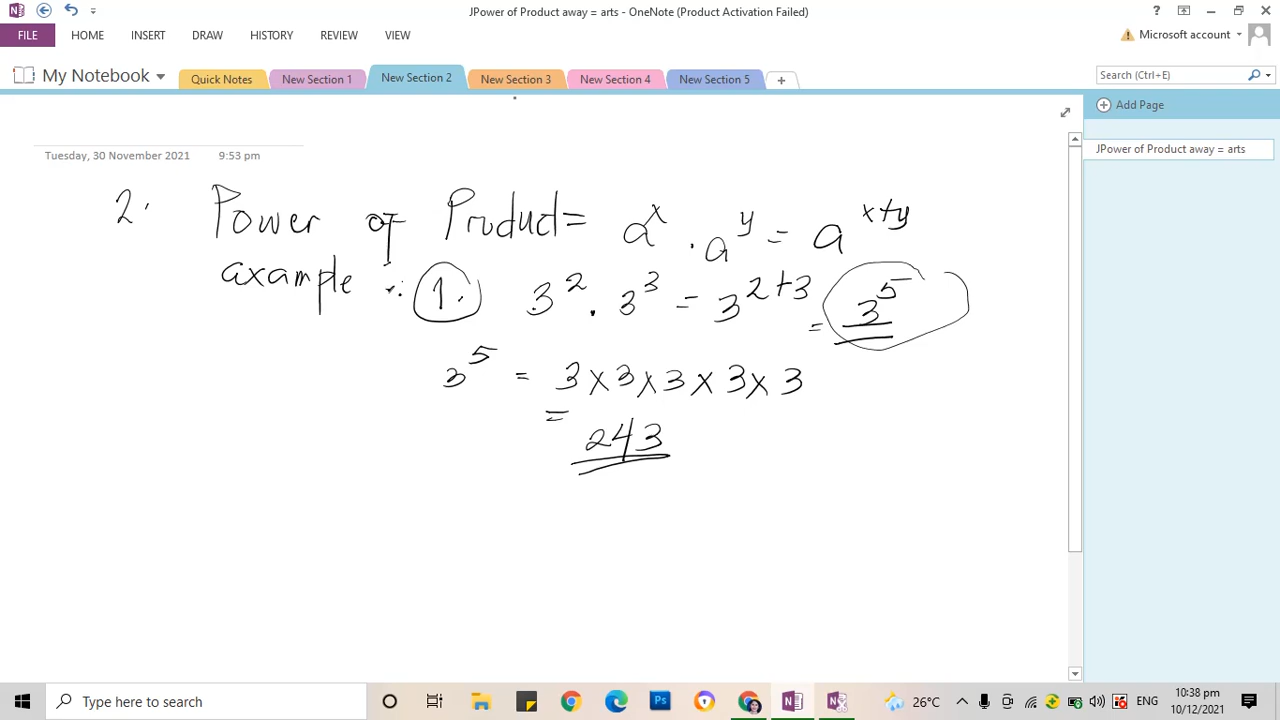 JPower of Product away = arts - OneNote (Product Activation Failed)
FILE HOME INSERT DRAW HISTORY REVIEW VIEW Microsoft account
My Notebook Quick Notes New Section 1 New Section 2 New Section 3 New Section 4 New Section 5 Search (Ctrl+E)
Add Page
JPower of Product away = arts
Tuesday, 30 November 2021 9:53 pm
2. Power of Product = a^x . a^y = a^x+y
axample : 1. 3^2 . 3^3 = 3^2+3
= 3^5
3^5 = 3 x 3 x 3 x 3 x 3
= 243
Type here to search 26°C 10:38 pm
10/12/2021